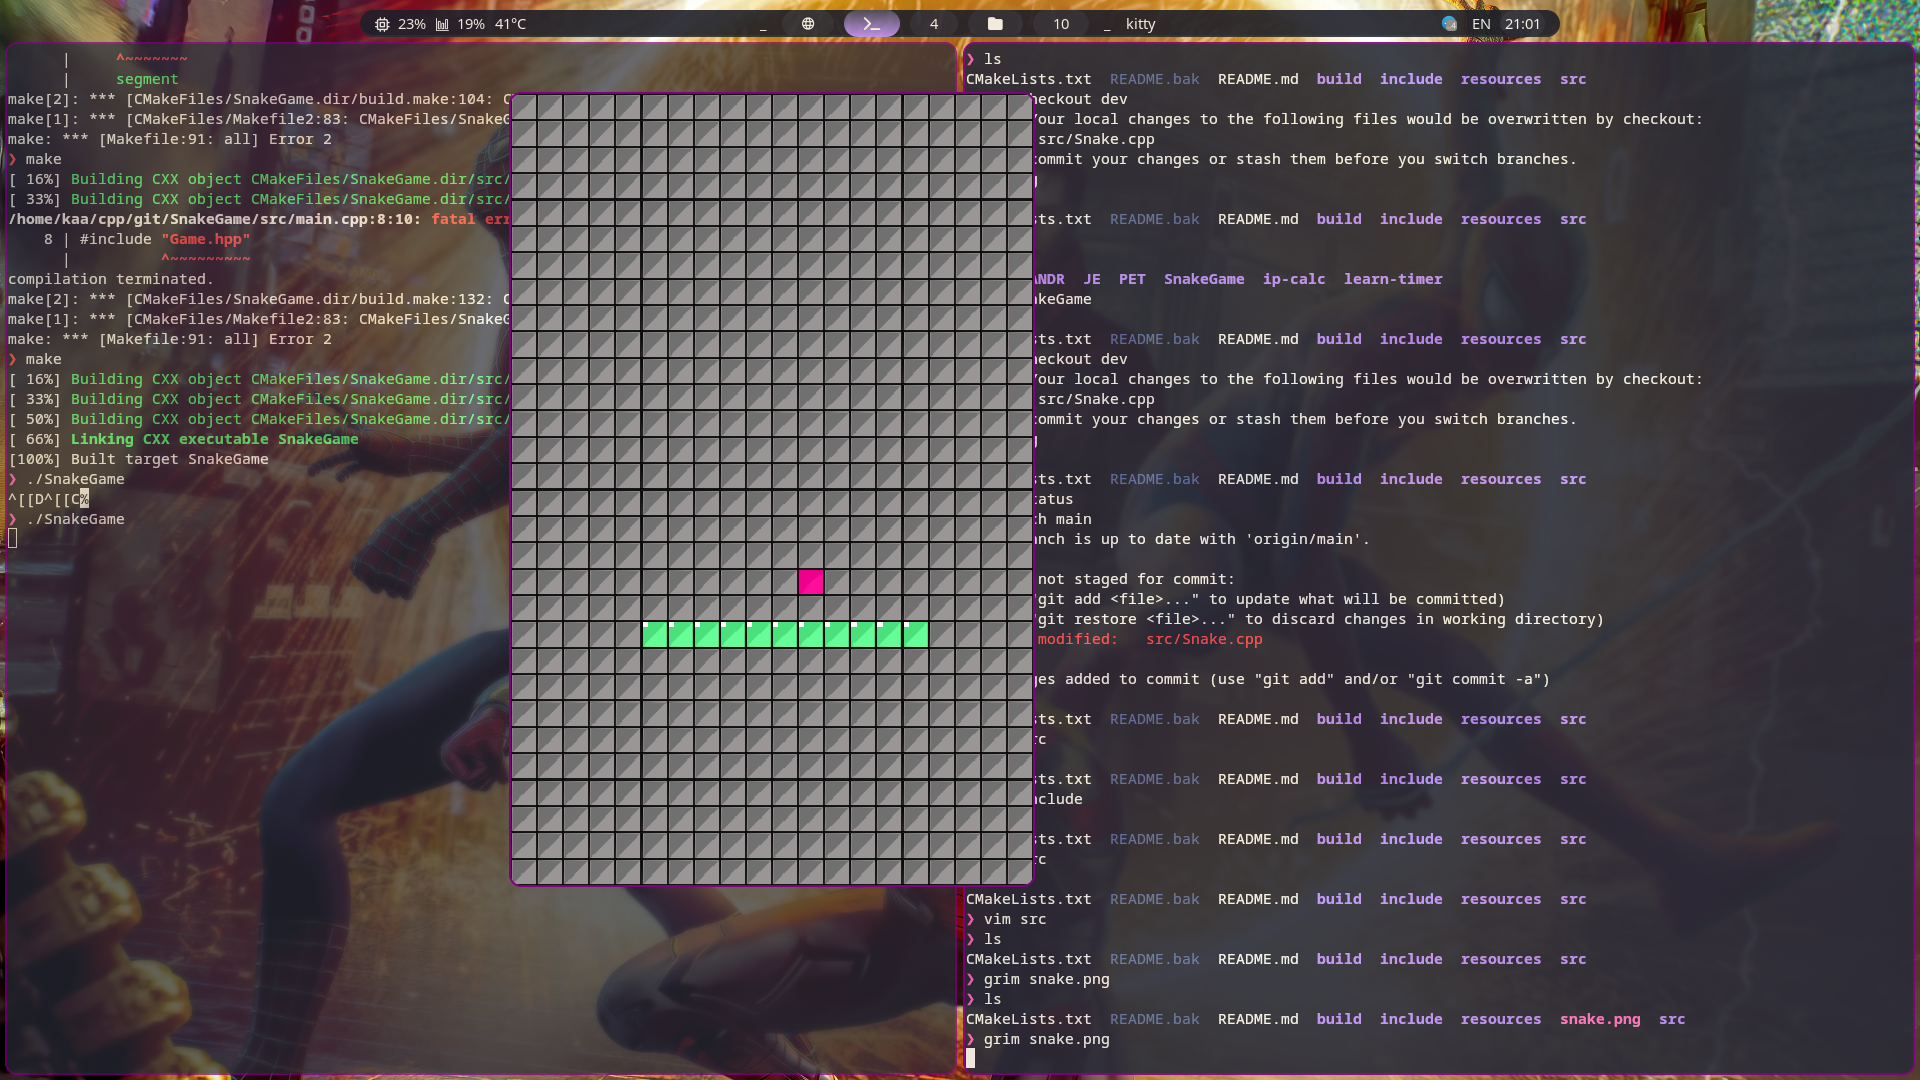 23% 19% 41°C _ >_ 4 10 _ kitty EN 21:01
| ^~~~~~~~
| segment
make[2]: *** [CMakeFiles/SnakeGame.dir/build.make:104: C
make[1]: *** [CMakeFiles/Makefile2:83: CMakeFiles/SnakeG
make: *** [Makefile:91: all] Error 2
❯ make
[ 16%] Building CXX object CMakeFiles/SnakeGame.dir/src/
[ 33%] Building CXX object CMakeFiles/SnakeGame.dir/src/
/home/kaa/cpp/git/SnakeGame/src/main.cpp:8:10: fatal err
8 | #include "Game.hpp"
| ^~~~~~~~~~
compilation terminated.
make[2]: *** [CMakeFiles/SnakeGame.dir/build.make:132: C
make[1]: *** [CMakeFiles/Makefile2:83: CMakeFiles/SnakeG
make: *** [Makefile:91: all] Error 2
❯ make
[ 16%] Building CXX object CMakeFiles/SnakeGame.dir/src/
[ 33%] Building CXX object CMakeFiles/SnakeGame.dir/src/
[ 50%] Building CXX object CMakeFiles/SnakeGame.dir/src/
[ 66%] Linking CXX executable SnakeGame
[100%] Built target SnakeGame
❯ ./SnakeGame
^[[D^[[C%
❯ ./SnakeGame
❯ ls
CMakeLists.txt README.bak README.md build include resources src
heckout dev
our local changes to the following files would be overwritten by checkout:
src/Snake.cpp
ommit your changes or stash them before you switch branches.
g
sts.txt README.bak README.md build include resources src
ANDR JE PET SnakeGame ip-calc learn-timer
akeGame
sts.txt README.bak README.md build include resources src
heckout dev
our local changes to the following files would be overwritten by checkout:
src/Snake.cpp
ommit your changes or stash them before you switch branches.
g
sts.txt README.bak README.md build include resources src
tatus
ch main
anch is up to date with 'origin/main'.
not staged for commit:
"git add <file>..." to update what will be committed)
"git restore <file>..." to discard changes in working directory)
modified: src/Snake.cpp
ges added to commit (use "git add" and/or "git commit -a")
sts.txt README.bak README.md build include resources src
rc
sts.txt README.bak README.md build include resources src
nclude
sts.txt README.bak README.md build include resources src
rc
CMakeLists.txt README.bak README.md build include resources src
❯ vim src
❯ ls
CMakeLists.txt README.bak README.md build include resources src
❯ grim snake.png
❯ ls
CMakeLists.txt README.bak README.md build include resources snake.png src
❯ grim snake.png